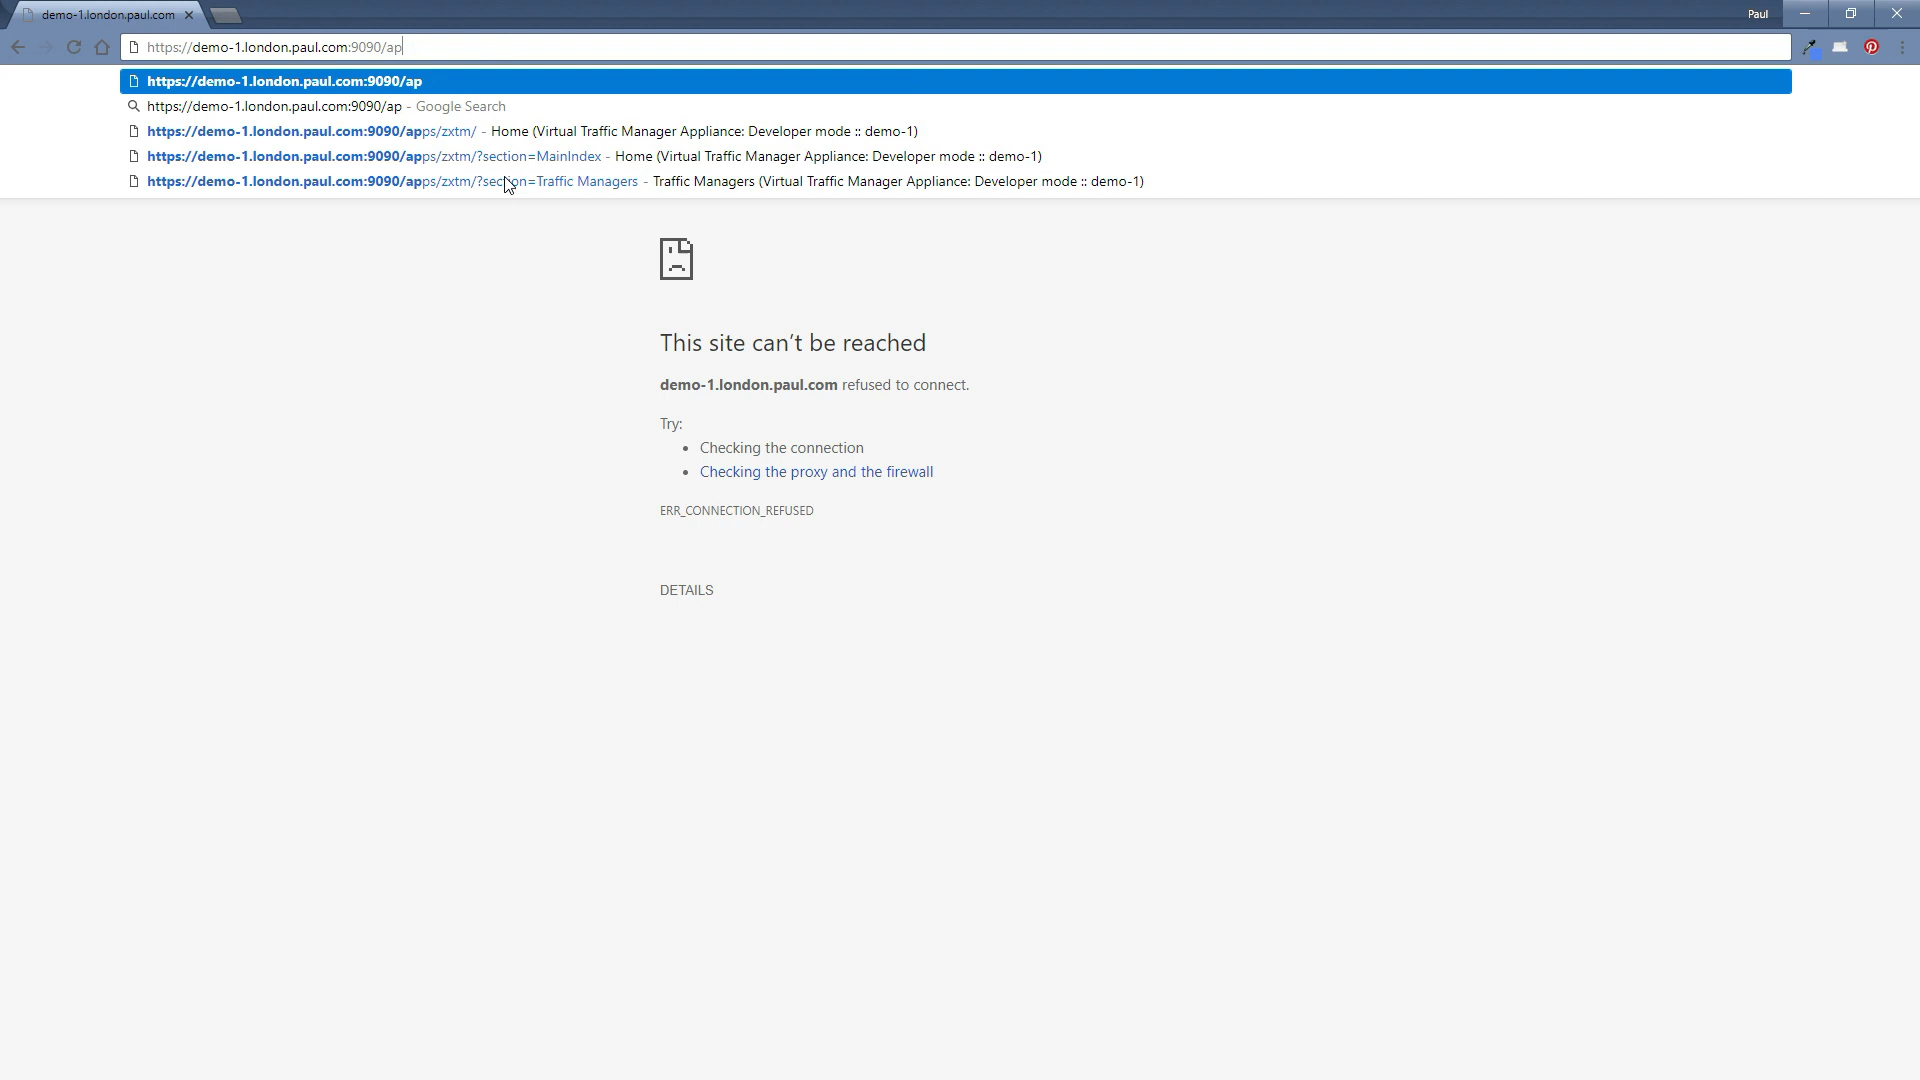 demo-1.london.paul.com
Paul
https://demo-1.london.paul.com:9090/ap
https://demo-1.london.paul.com:9090/ap
https://demo-1.london.paul.com:9090/ap - Google Search
https://demo-1.london.paul.com:9090/apps/zxtm/ - Home (Virtual Traffic Manager Appliance: Developer mode :: demo-1)
https://demo-1.london.paul.com:9090/apps/zxtm/?section=MainIndex - Home (Virtual Traffic Manager Appliance: Developer mode :: demo-1)
https://demo-1.london.paul.com:9090/apps/zxtm/?section=Traffic Managers - Traffic Managers (Virtual Traffic Manager Appliance: Developer mode :: demo-1)
This site can’t be reached
demo-1.london.paul.com refused to connect.
Try:
• Checking the connection
• Checking the proxy and the firewall
ERR_CONNECTION_REFUSED
DETAILS